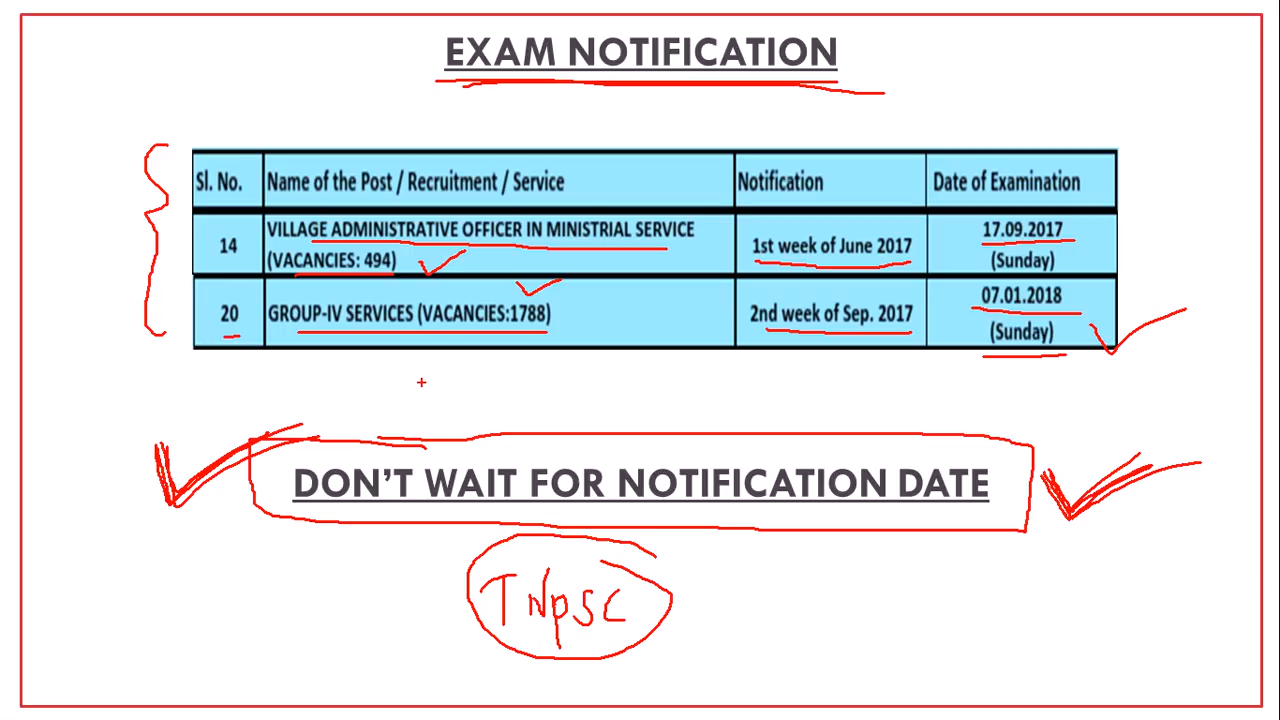 EXAM NOTIFICATION
Sl. No. Name of the Post / Recruitment / Service Notification Date of Examination
14 VILLAGE ADMINISTRATIVE OFFICER IN MINISTRIAL SERVICE (VACANCIES: 494) 1st week of June 2017 17.09.2017 (Sunday)
20 GROUP-IV SERVICES (VACANCIES:1788) 2nd week of Sep. 2017 07.01.2018 (Sunday)
DON'T WAIT FOR NOTIFICATION DATE
TNPSC